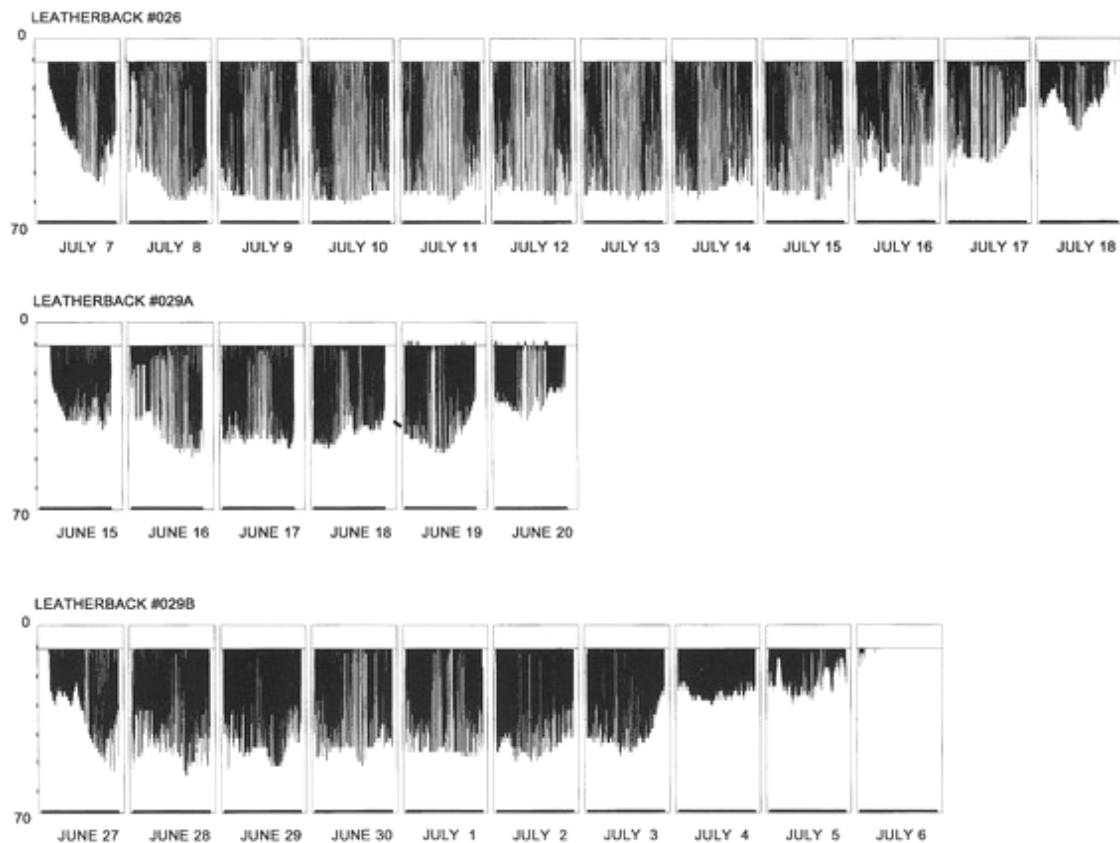 LEATHERBACK #026
0
70
JULY 7 JULY 8 JULY 9 JULY 10 JULY 11 JULY 12 JULY 13 JULY 14 JULY 15 JULY 16 JULY 17 JULY 18
LEATHERBACK #029A
0
70
JUNE 15 JUNE 16 JUNE 17 JUNE 18 JUNE 19 JUNE 20
LEATHERBACK #029B
0
70
JUNE 27 JUNE 28 JUNE 29 JUNE 30 JULY 1 JULY 2 JULY 3 JULY 4 JULY 5 JULY 6